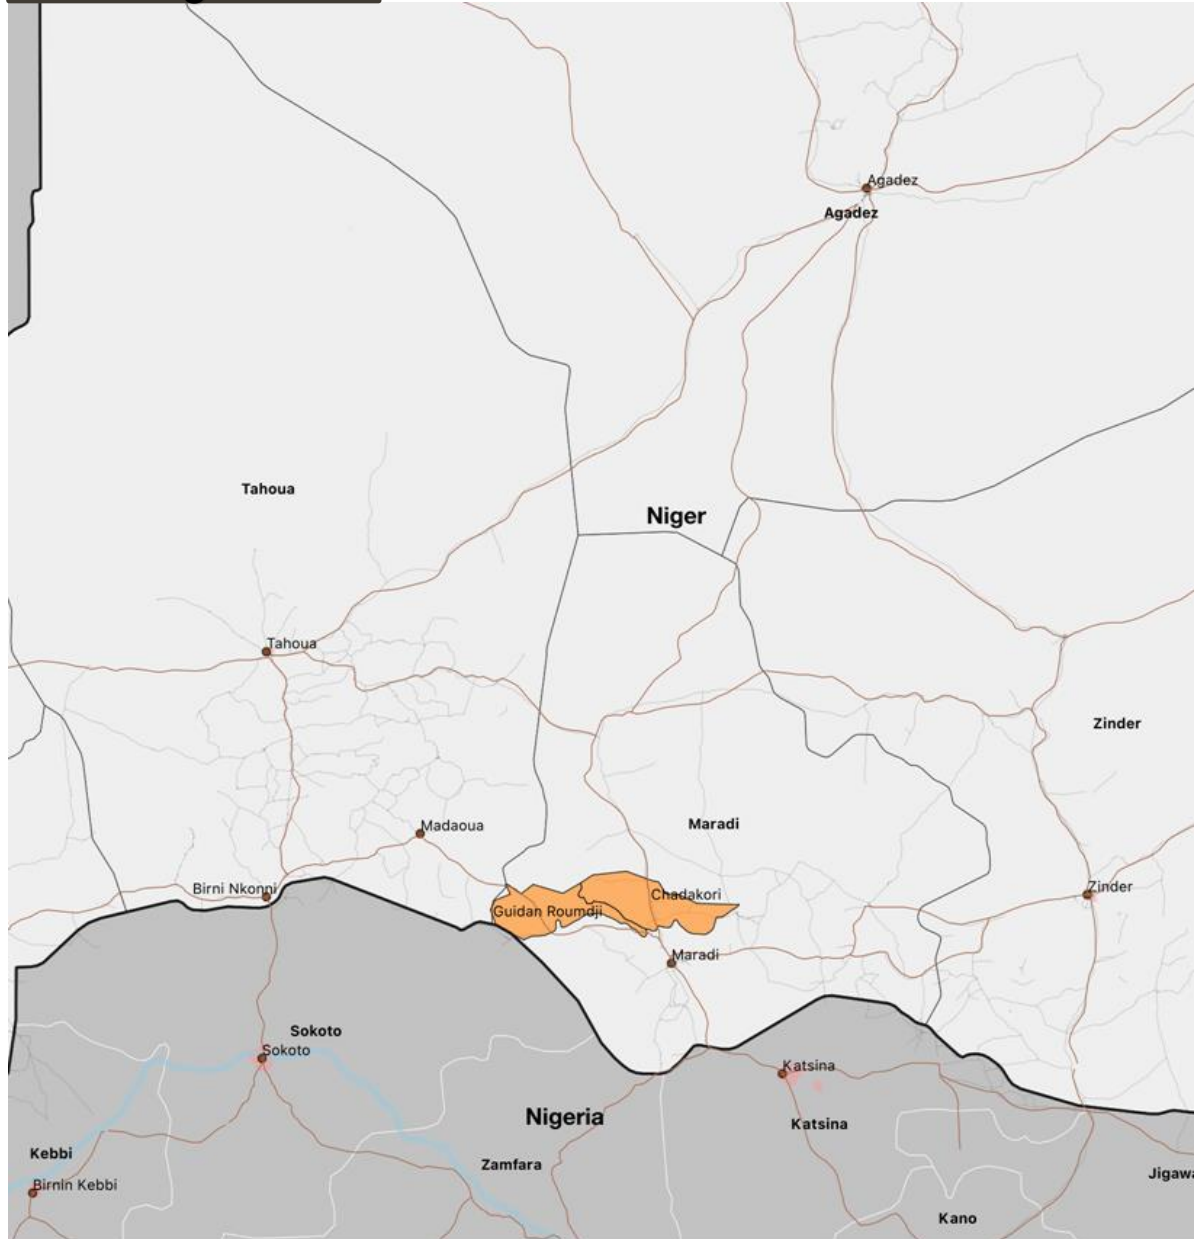 Agadez
Agadez
Tahoua
Niger
Tahoua
Zinder
Maradi
Madaoua
Birni Nkonni
Zinder
Chadakori
Guidan Roumdji
Maradi
Sokoto
Sokoto
Katsina
Nigeria
Katsina
Kebbi
Zamfara
Jigawa
BirnIn Kebbi
Kano